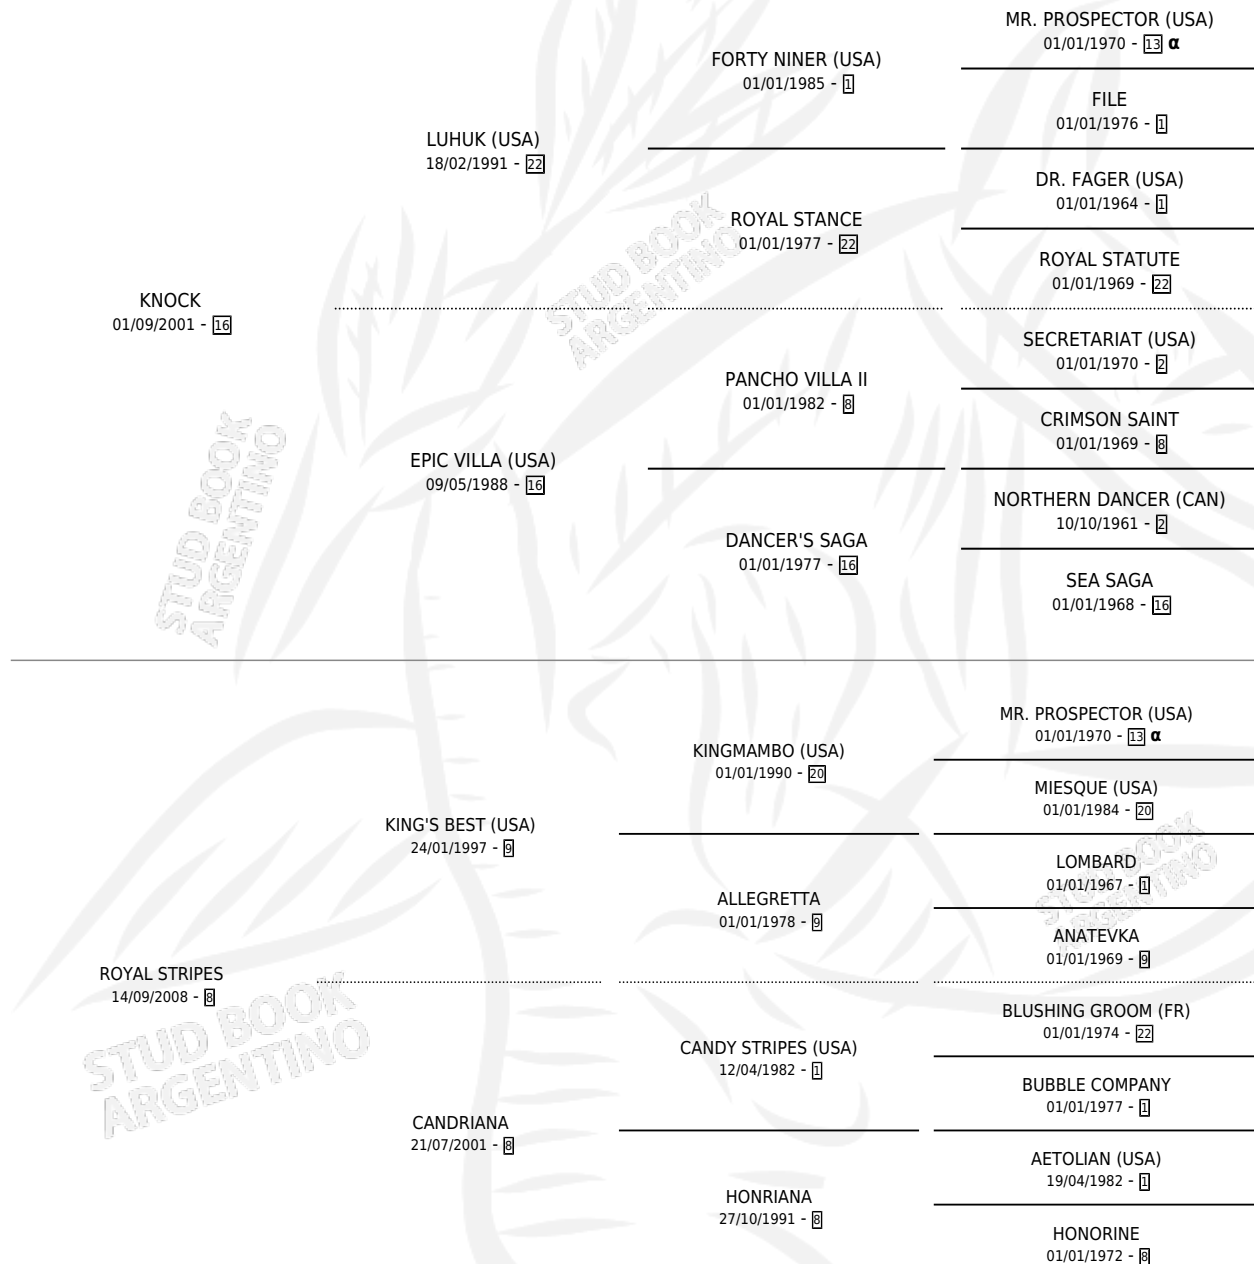 MR. PROSPECTOR (USA)
01/01/1970 - 13 α
FORTY NINER (USA)
01/01/1985 - 1
FILE
01/01/1976 - 1
LUHUK (USA)
18/02/1991 - 22
DR. FAGER (USA)
01/01/1964 - 1
ROYAL STANCE
01/01/1977 - 22
ROYAL STATUTE
01/01/1969 - 22
KNOCK
01/09/2001 - 16
SECRETARIAT (USA)
01/01/1970 - 2
PANCHO VILLA II
01/01/1982 - 8
CRIMSON SAINT
01/01/1969 - 8
EPIC VILLA (USA)
09/05/1988 - 16
NORTHERN DANCER (CAN)
10/10/1961 - 2
DANCER'S SAGA
01/01/1977 - 16
SEA SAGA
01/01/1968 - 16
MR. PROSPECTOR (USA)
01/01/1970 - 13 α
KINGMAMBO (USA)
01/01/1990 - 20
MIESQUE (USA)
01/01/1984 - 20
KING'S BEST (USA)
24/01/1997 - 9
LOMBARD
01/01/1967 - 1
ALLEGRETTA
01/01/1978 - 9
ANATEVKA
01/01/1969 - 9
ROYAL STRIPES
14/09/2008 - 8
BLUSHING GROOM (FR)
01/01/1974 - 22
CANDY STRIPES (USA)
12/04/1982 - 1
BUBBLE COMPANY
01/01/1977 - 1
CANDRIANA
21/07/2001 - 8
AETOLIAN (USA)
19/04/1982 - 1
HONRIANA
27/10/1991 - 8
HONORINE
01/01/1972 - 8
STUD BOOK
ARGENTINO
STUD BOOK
ARGENTINO
STUD BOOK
ARGENTINO
STUD BOOK
ARGENTINO